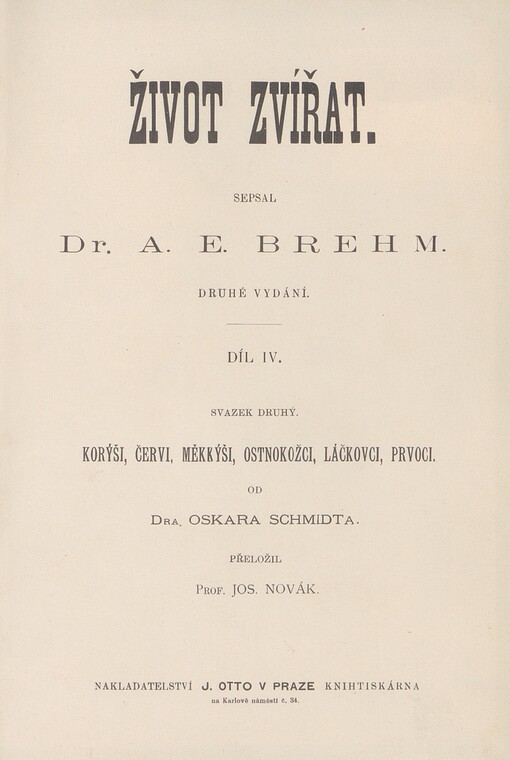 ŽIVOT ZVÍŘAT.
SEPSAL
Dr. A. E. BREHM.
DRUHÉ VYDÁNÍ.
DÍL IV.
SVAZEK DRUHÝ.
KORÝŠI, ČERVI, MĚKKÝŠI, OSTNOKOŽCI, LÁČKOVCI, PRVOCI.
OD
DRA. OSKARA SCHMIDTA.
PŘELOŽIL
PROF. JOS. NOVÁK.
NAKLADATELSTVÍ J. OTTO V PRAZE KNIHTISKÁRNA
na Karlově náměstí č. 34.